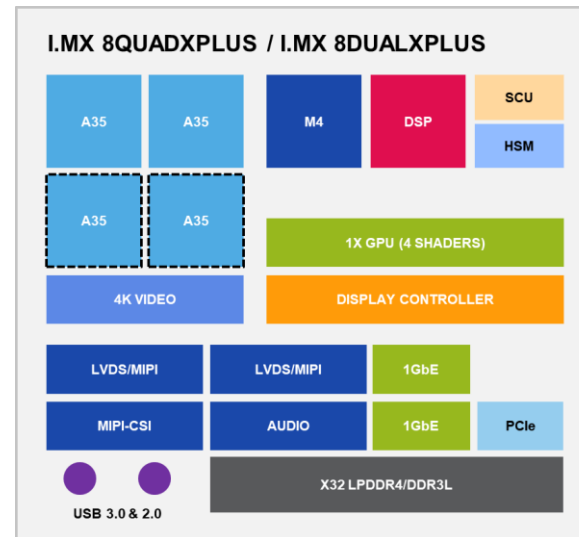 I.MX 8QUADXPLUS / I.MX 8DUALXPLUS
A35
A35
M4
DSP
SCU
HSM
A35
A35
1X GPU (4 SHADERS)
4K VIDEO
DISPLAY CONTROLLER
LVDS/MIPI
LVDS/MIPI
1GbE
MIPI-CSI
AUDIO
1GbE
PCIe
X32 LPDDR4/DDR3L
USB 3.0 & 2.0